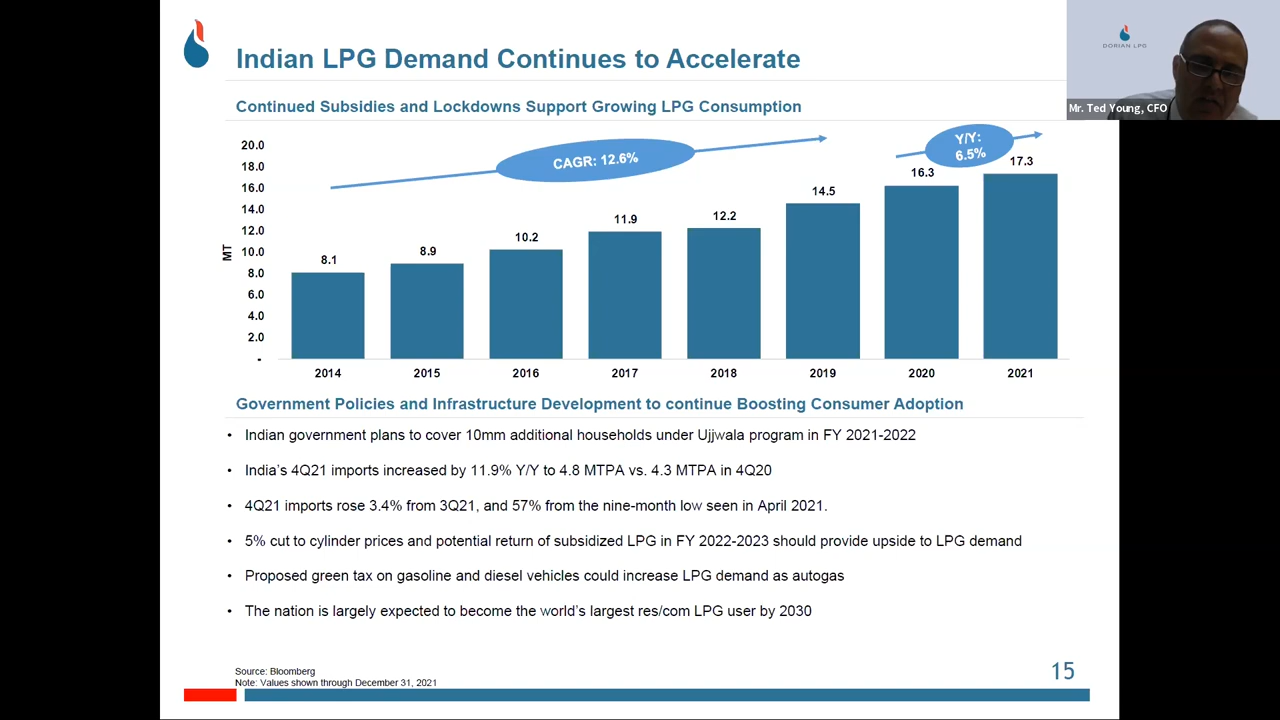 Indian LPG Demand Continues to Accelerate
DORIAN LPG
Mr. Ted Young, CFO
Continued Subsidies and Lockdowns Support Growing LPG Consumption
MT
20.0
18.0
16.0
14.0
12.0
10.0
8.0
6.0
4.0
2.0
-
CAGR: 12.6%
Y/Y:
6.5%
8.1
8.9
10.2
11.9
12.2
14.5
16.3
17.3
2014 2015 2016 2017 2018 2019 2020 2021
Government Policies and Infrastructure Development to continue Boosting Consumer Adoption
• Indian government plans to cover 10mm additional households under Ujjwala program in FY 2021-2022
• India’s 4Q21 imports increased by 11.9% Y/Y to 4.8 MTPA vs. 4.3 MTPA in 4Q20
• 4Q21 imports rose 3.4% from 3Q21, and 57% from the nine-month low seen in April 2021.
• 5% cut to cylinder prices and potential return of subsidized LPG in FY 2022-2023 should provide upside to LPG demand
• Proposed green tax on gasoline and diesel vehicles could increase LPG demand as autogas
• The nation is largely expected to become the world’s largest res/com LPG user by 2030
Source: Bloomberg
Note: Values shown through December 31, 2021
15